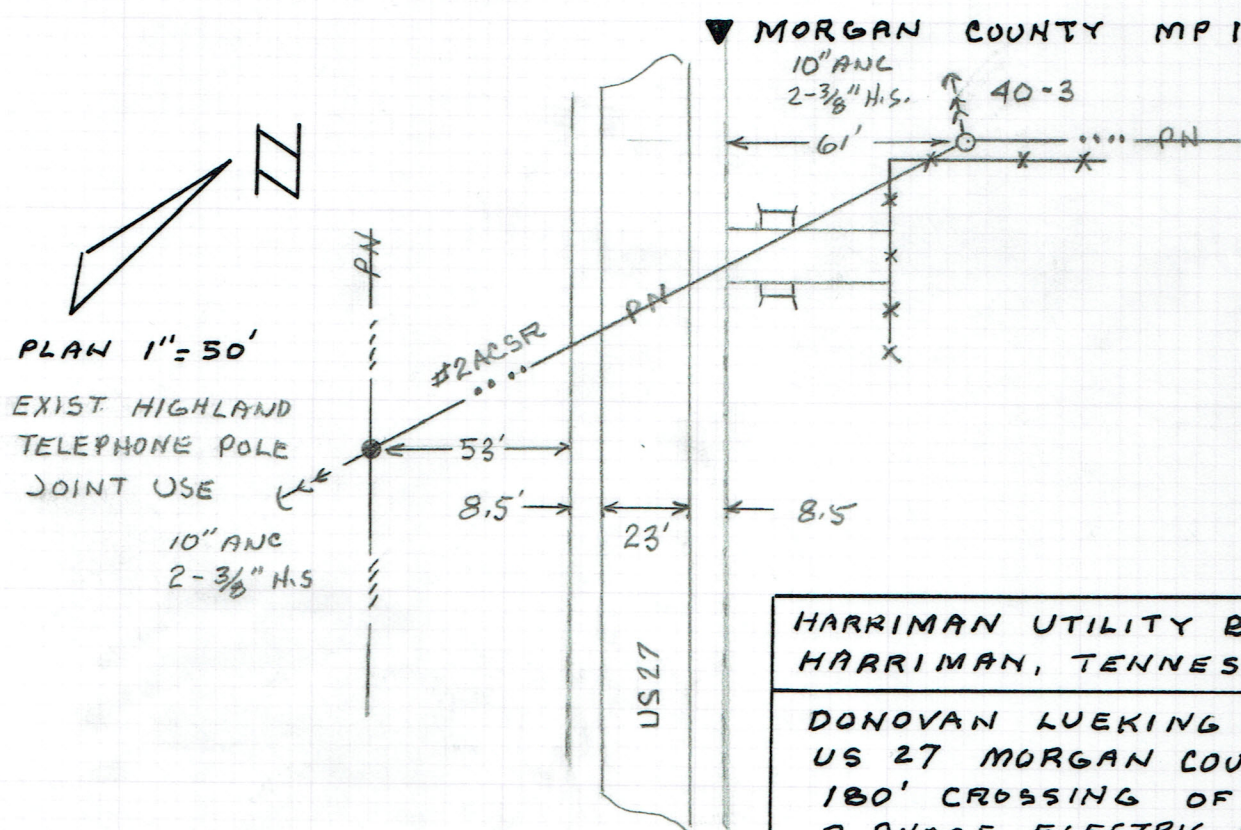 MORGAN COUNTY MP 1
10" ANC
2-3/8" H.S.
40-3
61'
PN
N
PN
PN
PLAN 1"=50'
#2ACSR
EXIST. HIGHLAND
TELEPHONE POLE
JOINT USE
53'
8.5'
23'
8.5
10" ANC
2-3/8" H.S
US 27
HARRIMAN UTILITY B
HARRIMAN, TENNES
DONOVAN LUEKING
US 27 MORGAN COU
180' CROSSING OF